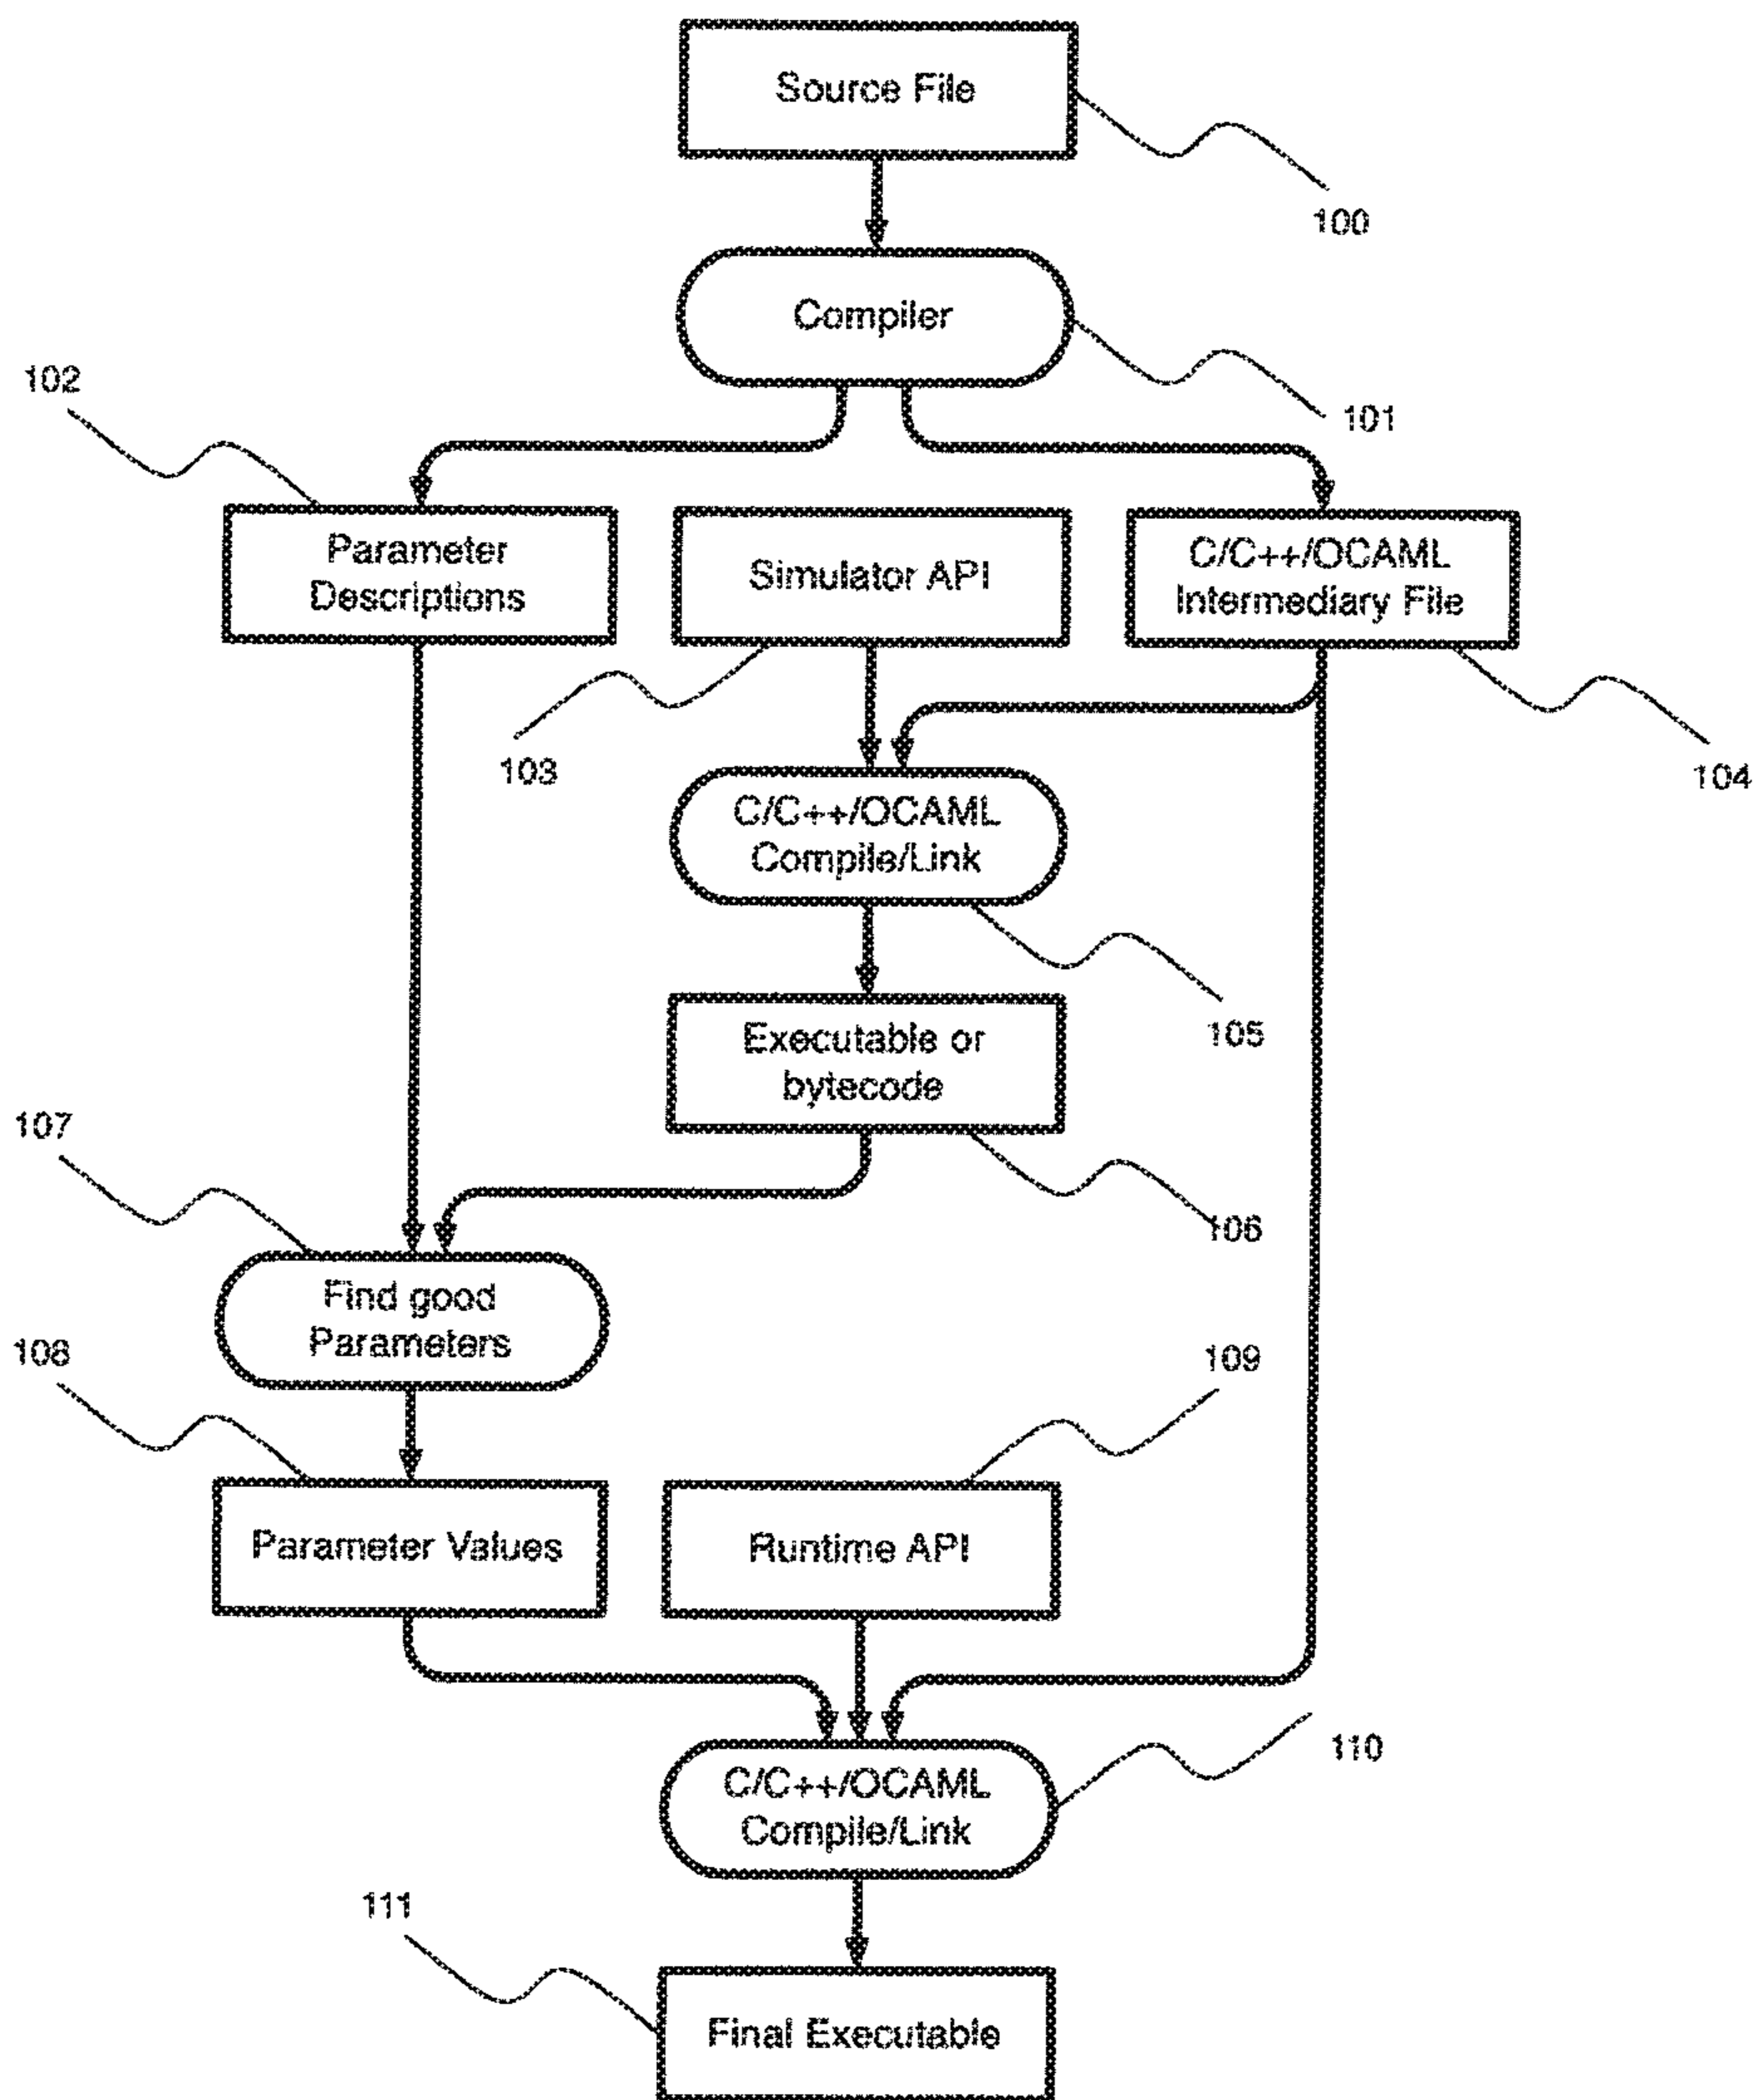 Source File
100
Compiler
102
101
Parameter
Descriptions
Simulator API
C/C++/OCAML
Intermediary File
103
104
C/C++/OCAML
Compile/Link
105
Executable or
bytecode
107
106
Find good
Parameters
108
109
Parameter Values
Runtime API
110
C/C++/OCAML
Compile/Link
111
Final Executable